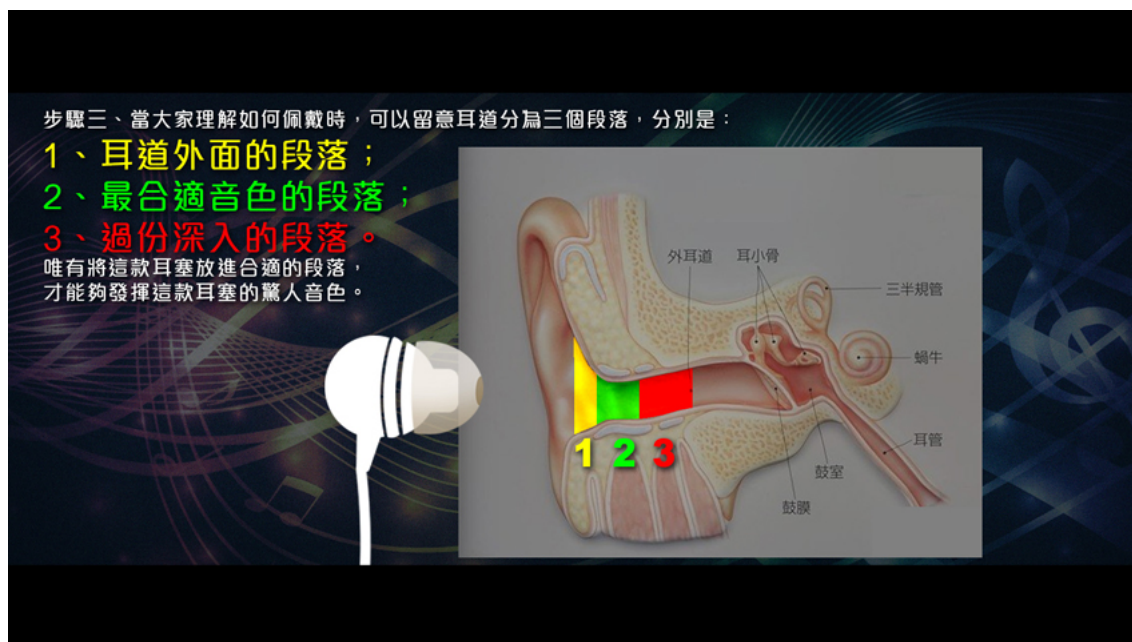 步驟三、當大家理解如何佩戴時，可以留意耳道分為三個段落，分別是：
1、耳道外面的段落；
2、最合適音色的段落；
3、過份深入的段落。
唯有將這款耳塞放進合適的段落，
才能夠發揮這款耳塞的驚人音色。
外耳道
耳小骨
三半規管
蝸牛
耳管
鼓室
鼓膜
1 2 3